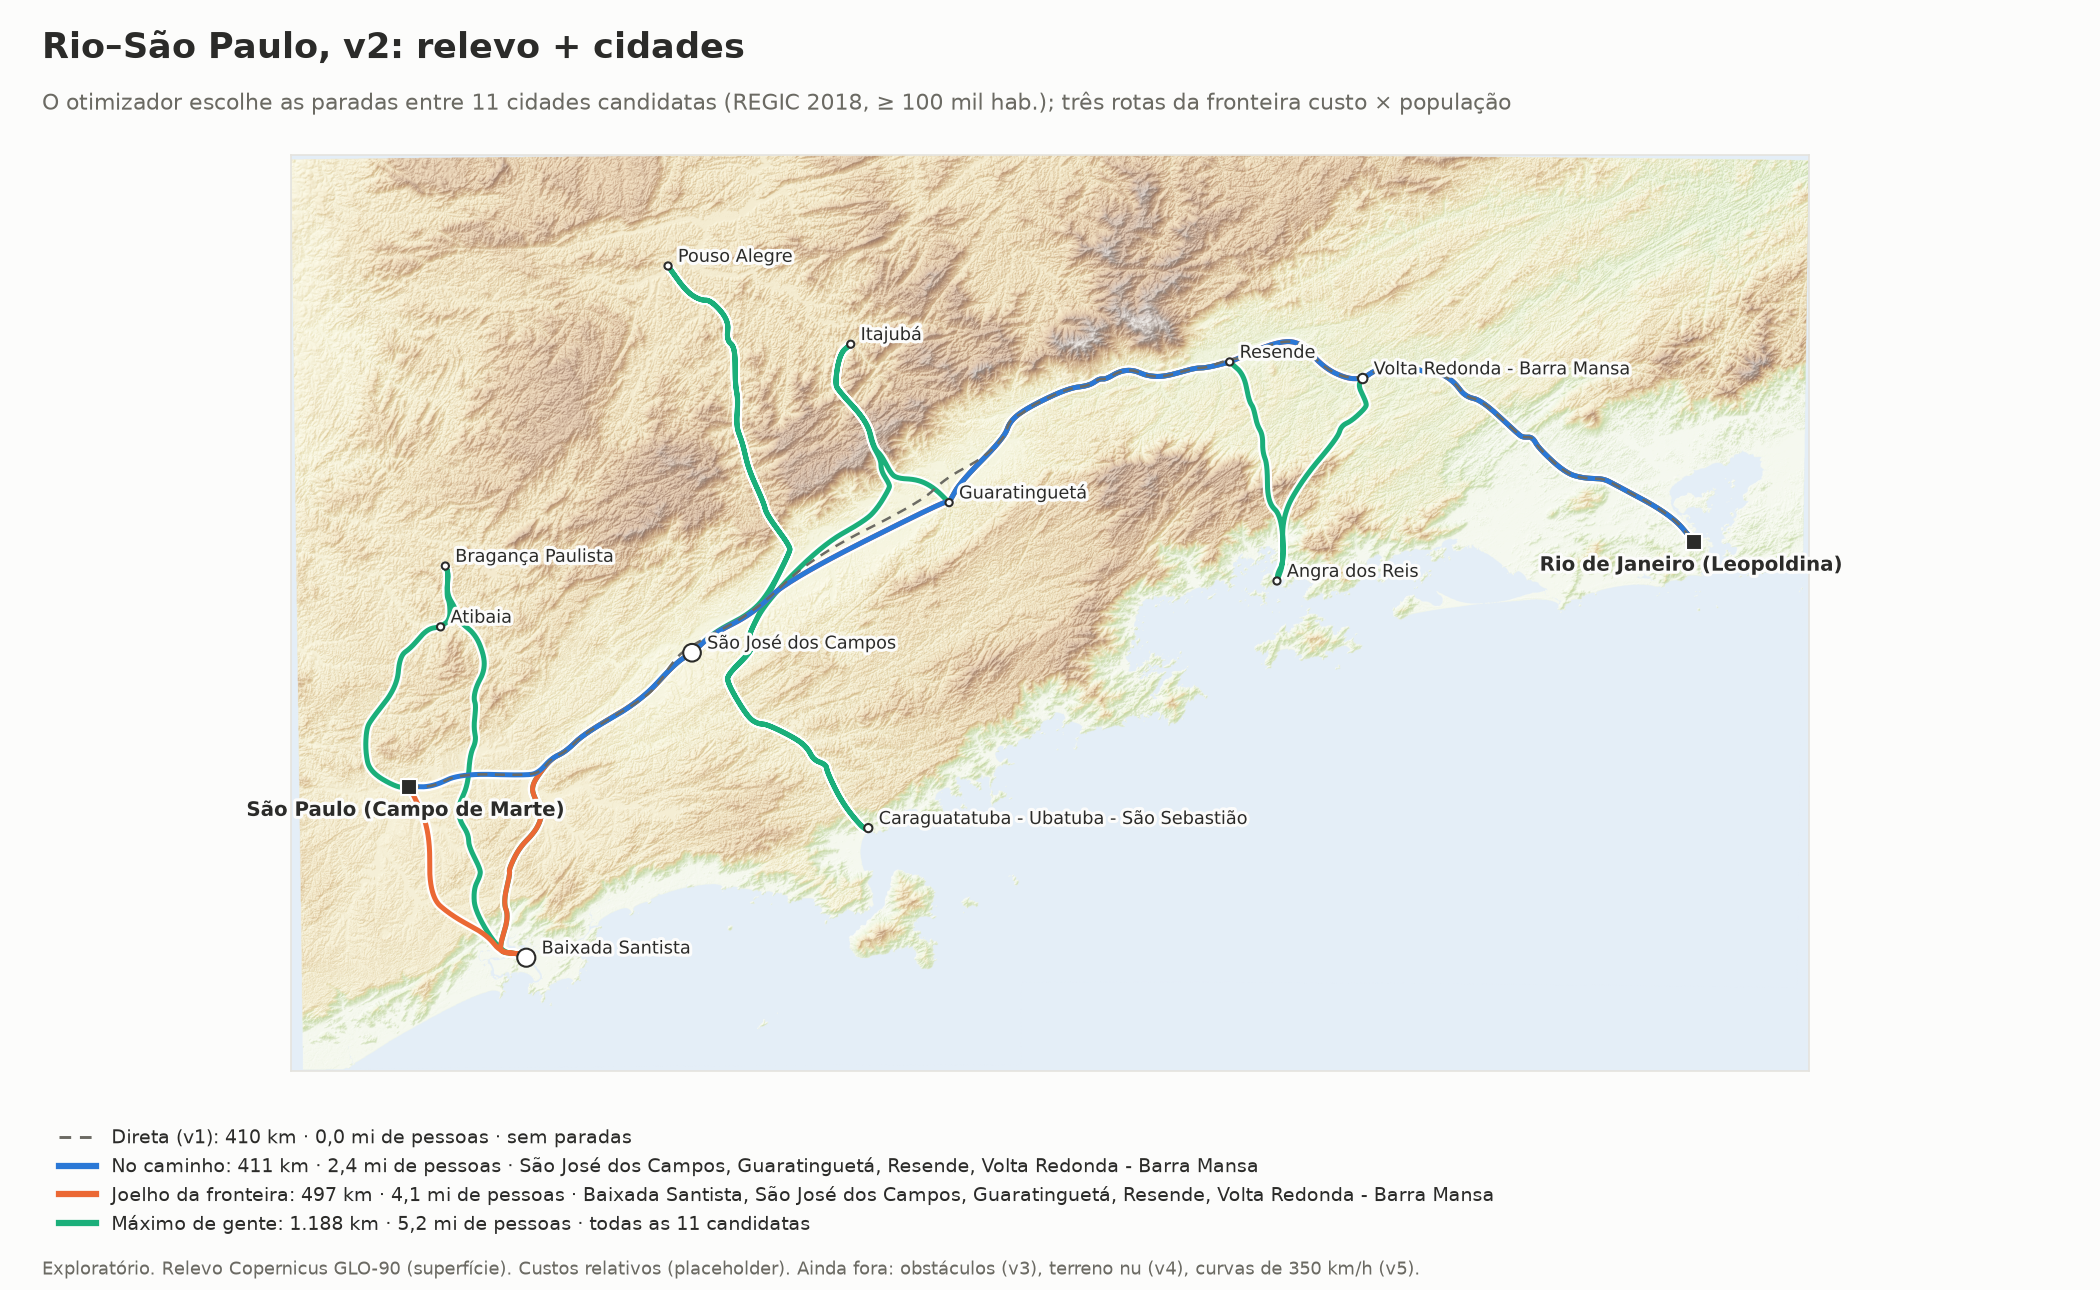 Rio–São Paulo, v2: relevo + cidades
O otimizador escolhe as paradas entre 11 cidades candidatas (REGIC 2018, ≥ 100 mil hab.); três rotas da fronteira custo × população
Pouso Alegre
Itajubá
Resende
Volta Redonda - Barra Mansa
Guaratinguetá
Bragança Paulista
Rio de Janeiro (Leopoldina)
Angra dos Reis
Atibaia
São José dos Campos
São Paulo (Campo de Marte)
Caraguatatuba - Ubatuba - São Sebastião
Baixada Santista
Direta (v1): 410 km · 0,0 mi de pessoas · sem paradas
No caminho: 411 km · 2,4 mi de pessoas · São José dos Campos, Guaratinguetá, Resende, Volta Redonda - Barra Mansa
Joelho da fronteira: 497 km · 4,1 mi de pessoas · Baixada Santista, São José dos Campos, Guaratinguetá, Resende, Volta Redonda - Barra Mansa
Máximo de gente: 1.188 km · 5,2 mi de pessoas · todas as 11 candidatas
Exploratório. Relevo Copernicus GLO-90 (superfície). Custos relativos (placeholder). Ainda fora: obstáculos (v3), terreno nu (v4), curvas de 350 km/h (v5).